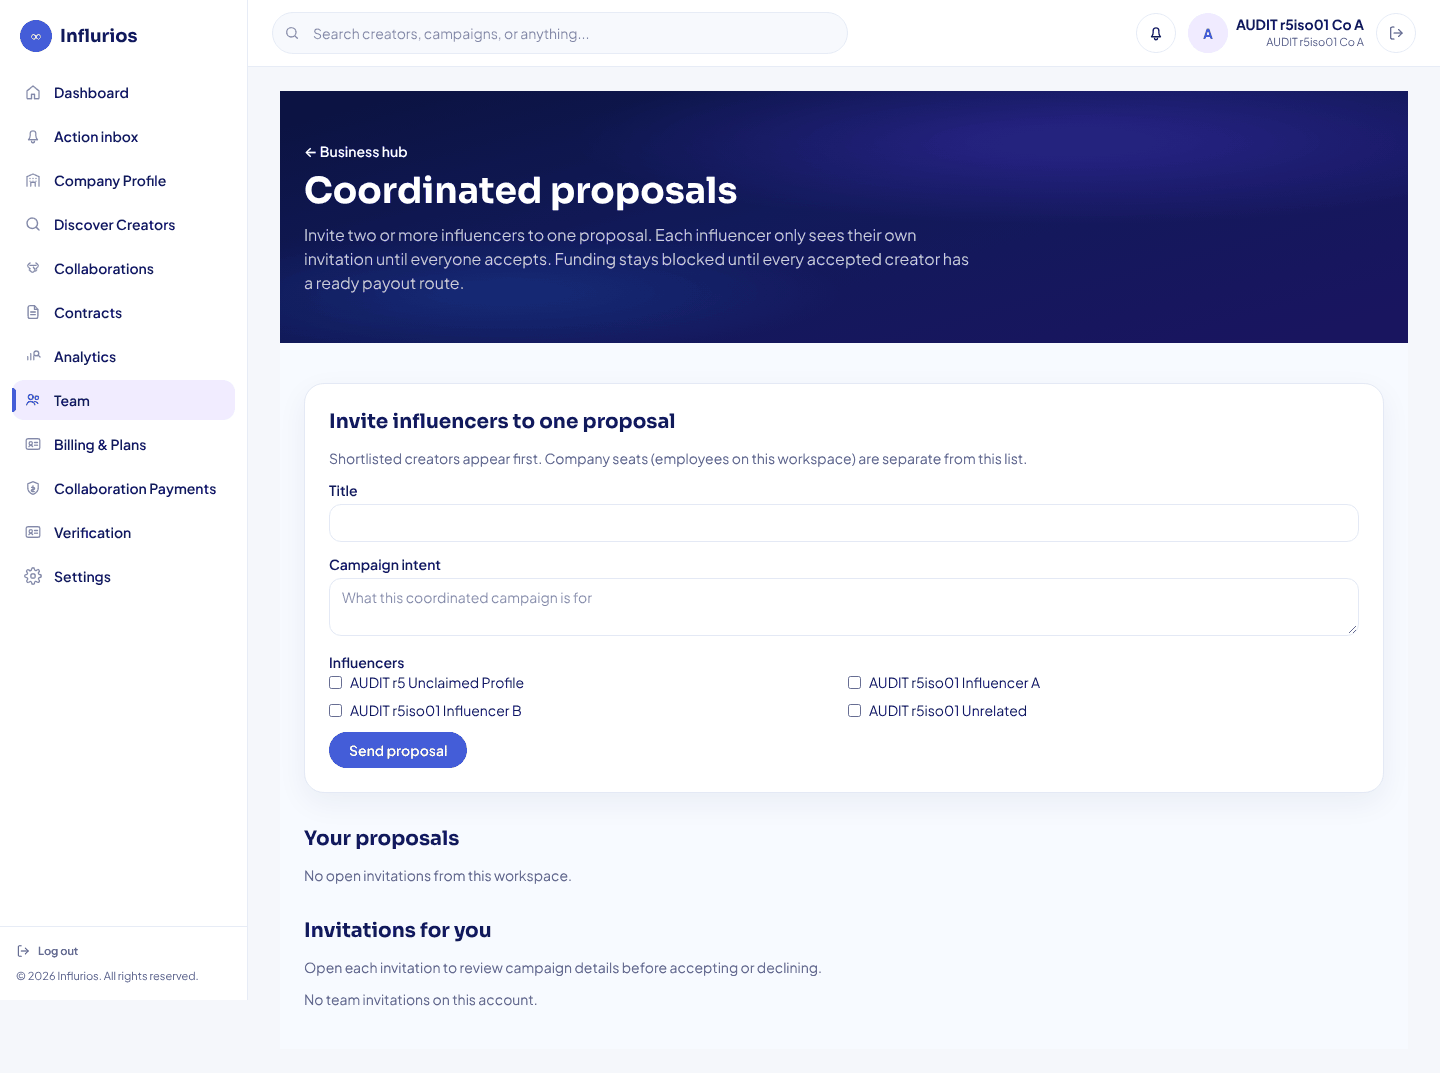 Influrios
Dashboard
Action inbox
Company Profile
Discover Creators
Collaborations
Contracts
Analytics
Team
Billing & Plans
Collaboration Payments
Verification
Settings
Log out
© 2026 Influrios. All rights reserved.
Search creators, campaigns, or anything...
A
AUDIT r5iso01 Co A
AUDIT r5iso01 Co A
← Business hub
Coordinated proposals
Invite two or more influencers to one proposal. Each influencer only sees their own
invitation until everyone accepts. Funding stays blocked until every accepted creator has
a ready payout route.
Invite influencers to one proposal
Shortlisted creators appear first. Company seats (employees on this workspace) are separate from this list.
Title
Campaign intent
What this coordinated campaign is for
Influencers
AUDIT r5 Unclaimed Profile
AUDIT r5iso01 Influencer A
AUDIT r5iso01 Influencer B
AUDIT r5iso01 Unrelated
Send proposal
Your proposals
No open invitations from this workspace.
Invitations for you
Open each invitation to review campaign details before accepting or declining.
No team invitations on this account.